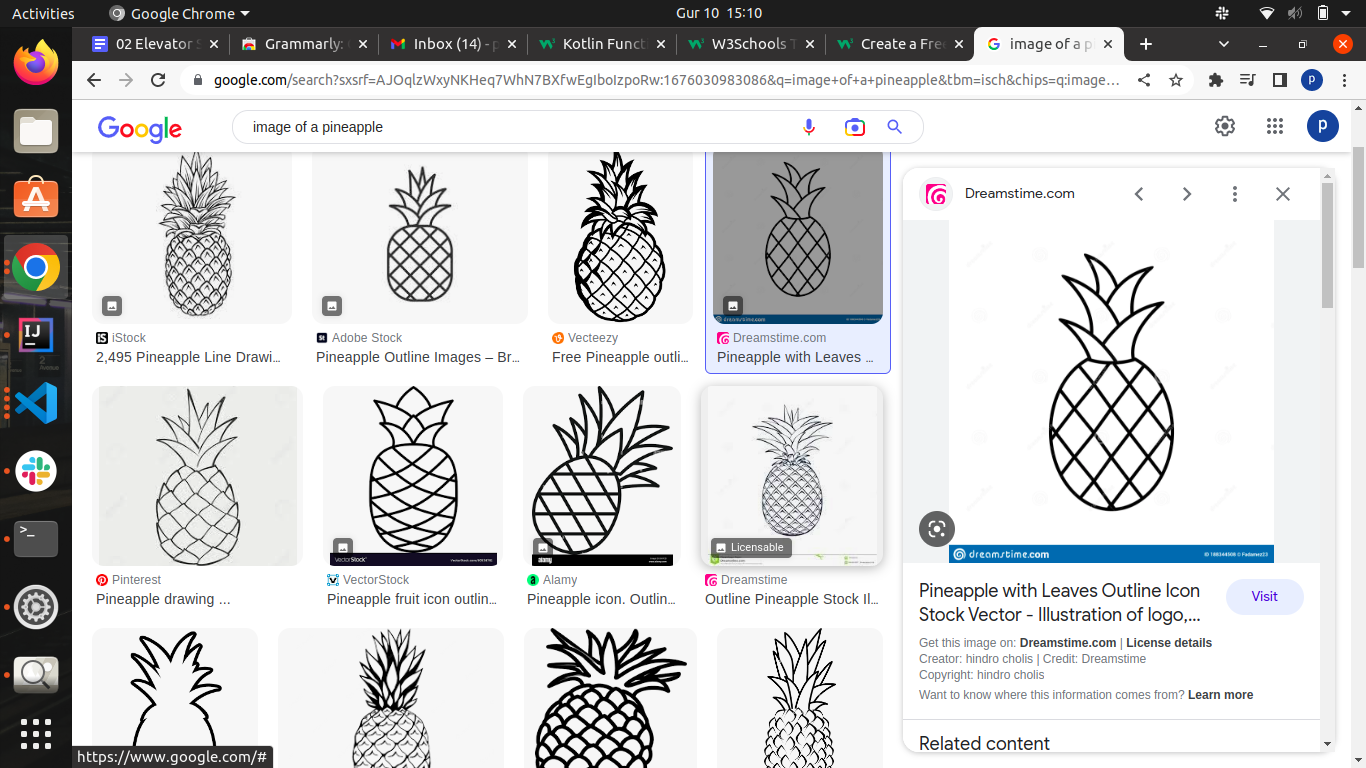 Activities
Google Chrome
Gur 10 15:10
02 Elevator S
Grammarly:
Inbox (14) - p
Kotlin Funct
W3Schools T
Create a Free
image of a p
google.com/search?sxsrf=AJOqlzWxyNKHeq7WhN7BXfwEgIboIzpoRw:1676030983086&q=image+of+a+pineapple&tbm=isch&chips=q:image...
p
Google
image of a pineapple
p
iStock
2,495 Pineapple Line Drawi...
Adobe Stock
Pineapple Outline Images – Br...
Vecteezy
Free Pineapple outli...
dreamstime.com
Dreamstime.com
Pineapple with Leaves ...
Pinterest
Pineapple drawing ...
VectorStock
VectorStock
Pineapple fruit icon outlin...
alamy
Alamy
Pineapple icon. Outlin...
Licensable
Dreamstime
Outline Pineapple Stock Il...
Dreamstime.com
dreamstime.com
Pineapple with Leaves Outline Icon
Stock Vector - Illustration of logo,...
Visit
Get this image on: Dreamstime.com | License details
Creator: hindro cholis | Credit: Dreamstime
Copyright: hindro cholis
Want to know where this information comes from? Learn more
Related content
https://www.google.com/#